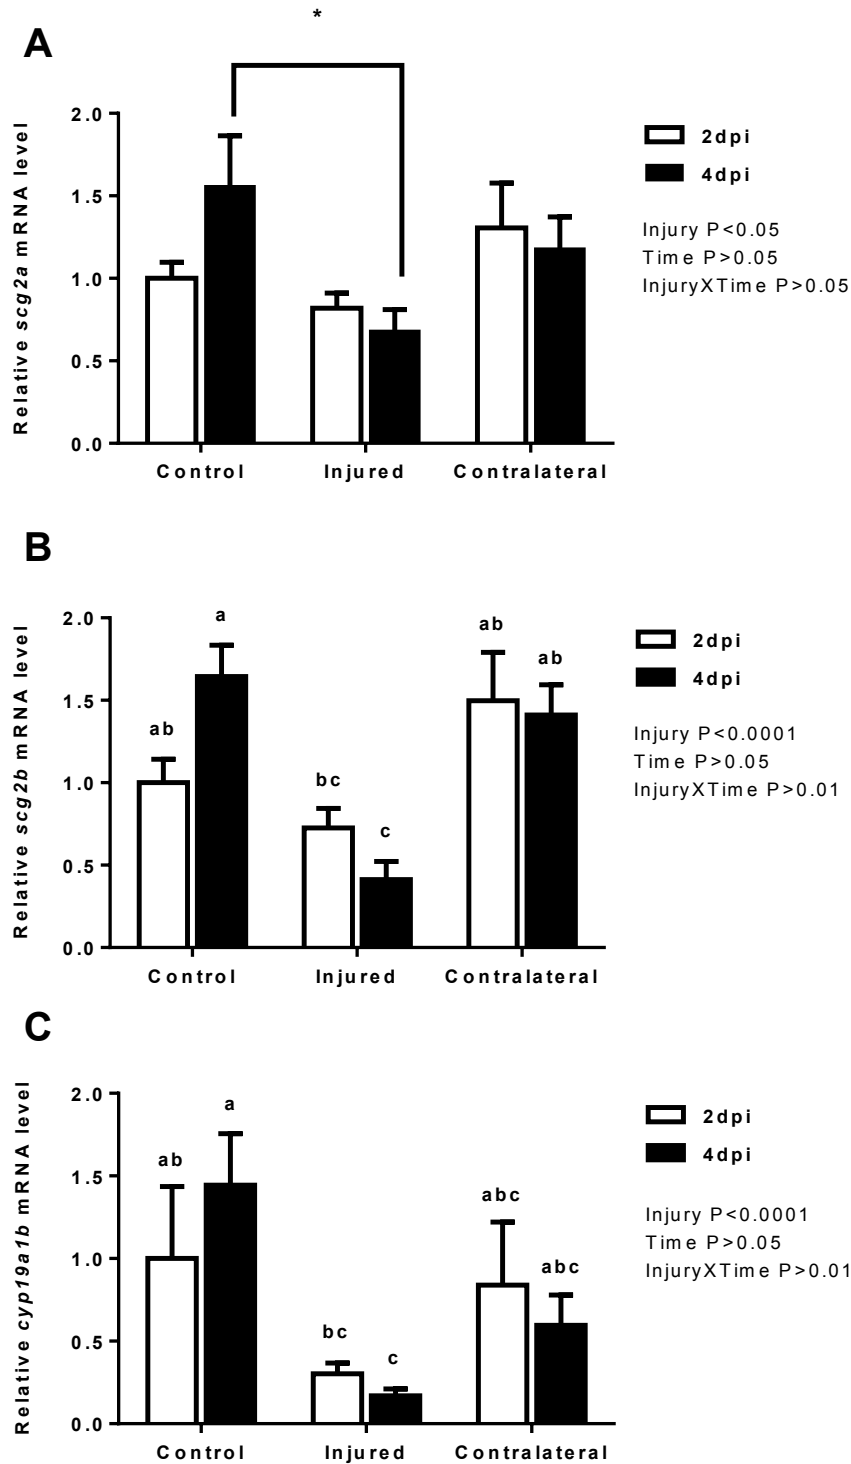 *
A
2.0
1.5
1.0
0.5
0.0
Relative scg2a mRNA level
Control
Injured
Contralateral
2dpi
4dpi
Injury P<0.05
Time P>0.05
InjuryXTime P>0.05
B
2.0
1.5
1.0
0.5
0.0
Relative scg2b mRNA level
ab
a
bc
c
ab
ab
Control
Injured
Contralateral
2dpi
4dpi
Injury P<0.0001
Time P>0.05
InjuryXTime P>0.01
C
2.0
1.5
1.0
0.5
0.0
Relative cyp19a1b mRNA level
ab
a
bc
c
abc
abc
Control
Injured
Contralateral
2dpi
4dpi
Injury P<0.0001
Time P>0.05
InjuryXTime P>0.01